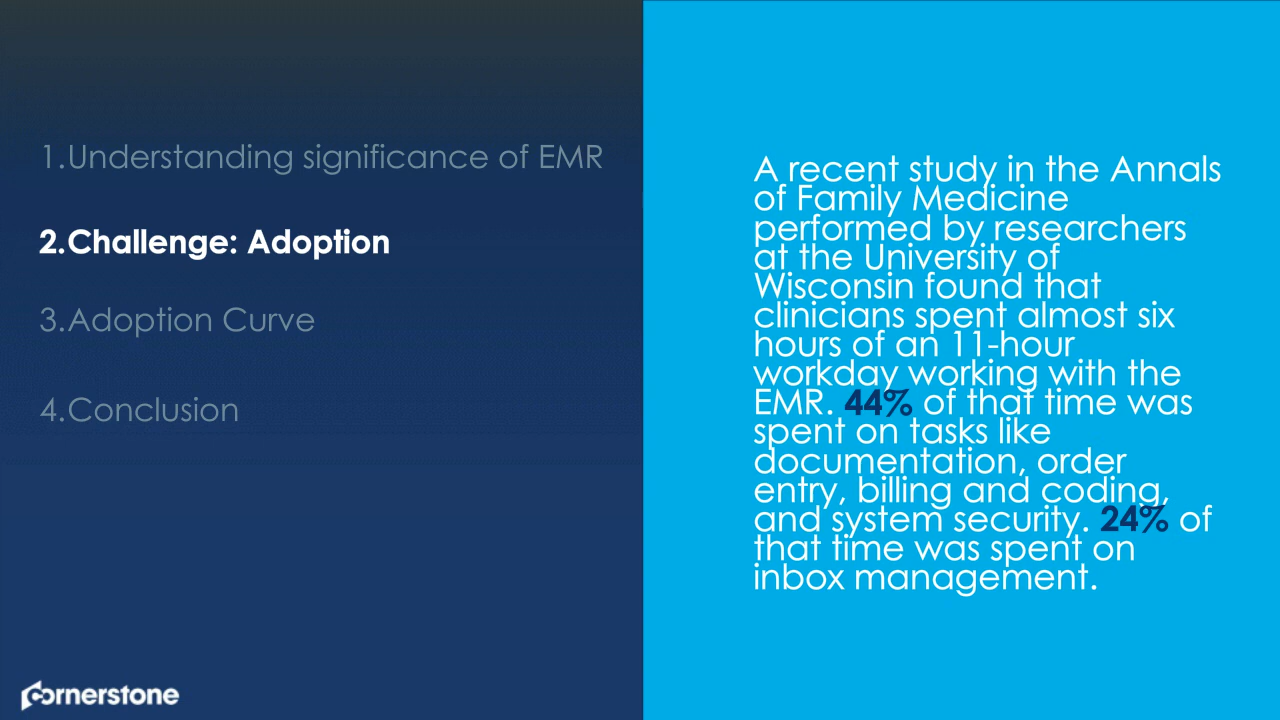 1.Understanding significance of EMR
2.Challenge: Adoption
3.Adoption Curve
4.Conclusion
A recent study in the Annals
of Family Medicine
performed by researchers
at the University of
Wisconsin found that
clinicians spent almost six
hours of an 11-hour
workday working with the
EMR. 44% of that time was
spent on tasks like
documentation, order
entry, billing and coding,
and system security. 24% of
that time was spent on
inbox management.
cornerstone